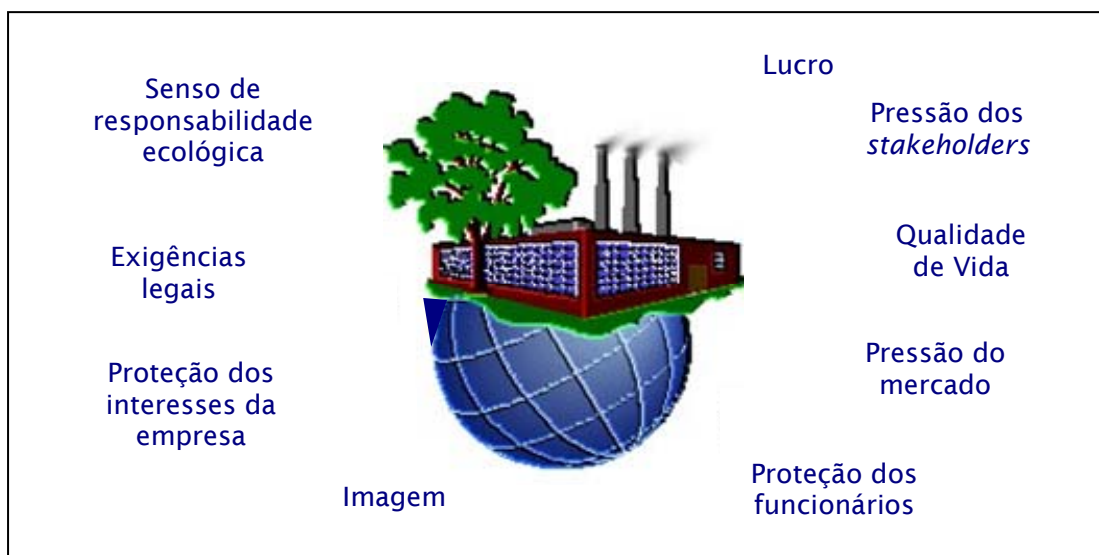 Senso de
responsabilidade
ecológica
Exigências
legais
Proteção dos
interesses da
empresa
Imagem
Lucro
Pressão dos
stakeholders
Qualidade
de Vida
Pressão do
mercado
Proteção dos
funcionários